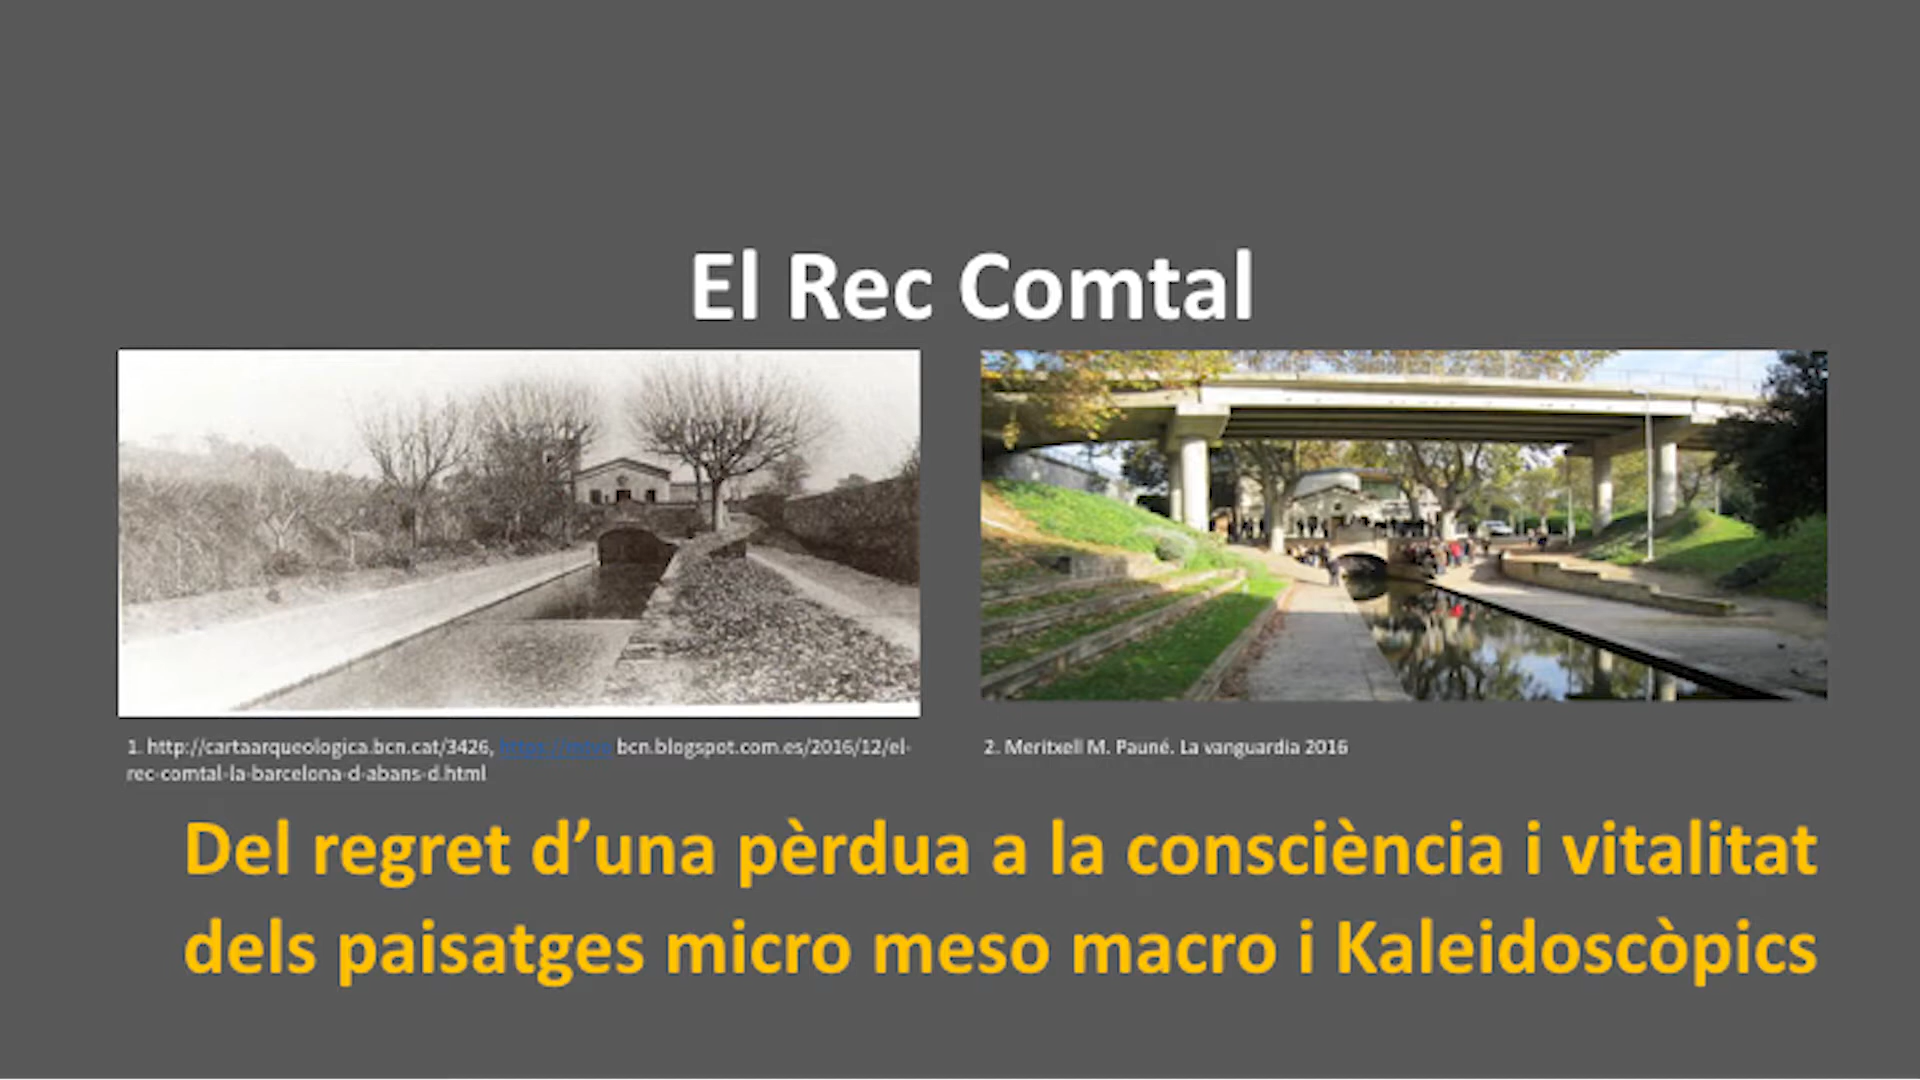 El Rec Comtal
1. http://cartaarqueologica.bcn.cat/3426, bcn.blogspot.com.es/2016/12/el-
rec-comtal-la-barcelona-d-abans-d.html
2. Meritxell M. Pauné. La vanguardia 2016
Del regret d’una pèrdua a la consciència i vitalitat
dels paisatges micro meso macro i Kaleidoscòpics